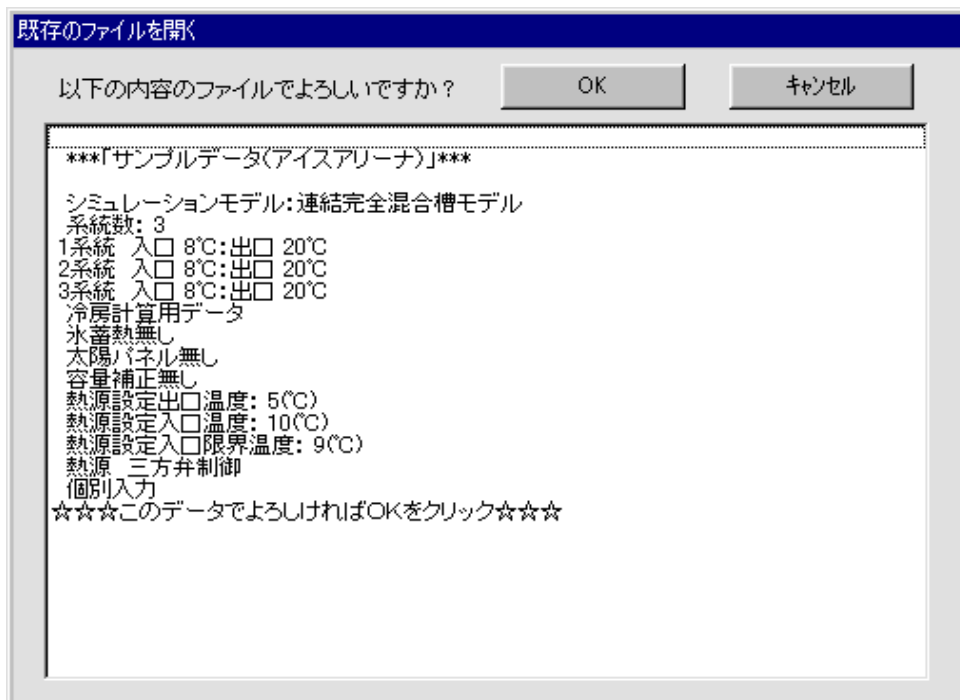 既存のファイルを開く
以下の内容のファイルでよろしいですか？ OK キャンセル
***「サンプルデータ(アイスアリーナ)」***
シミュレーションモデル:連結完全混合槽モデル
系統数: 3
1系統 入口 8℃:出口 20℃
2系統 入口 8℃:出口 20℃
3系統 入口 8℃:出口 20℃
冷房計算用データ
氷蓄熱無し
太陽パネル無し
容量補正無し
熱源設定出口温度: 5(℃)
熱源設定入口温度: 10(℃)
熱源設定入口限界温度: 9(℃)
熱源 三方弁制御
個別入力
☆☆☆このデータでよろしければOKをクリック☆☆☆